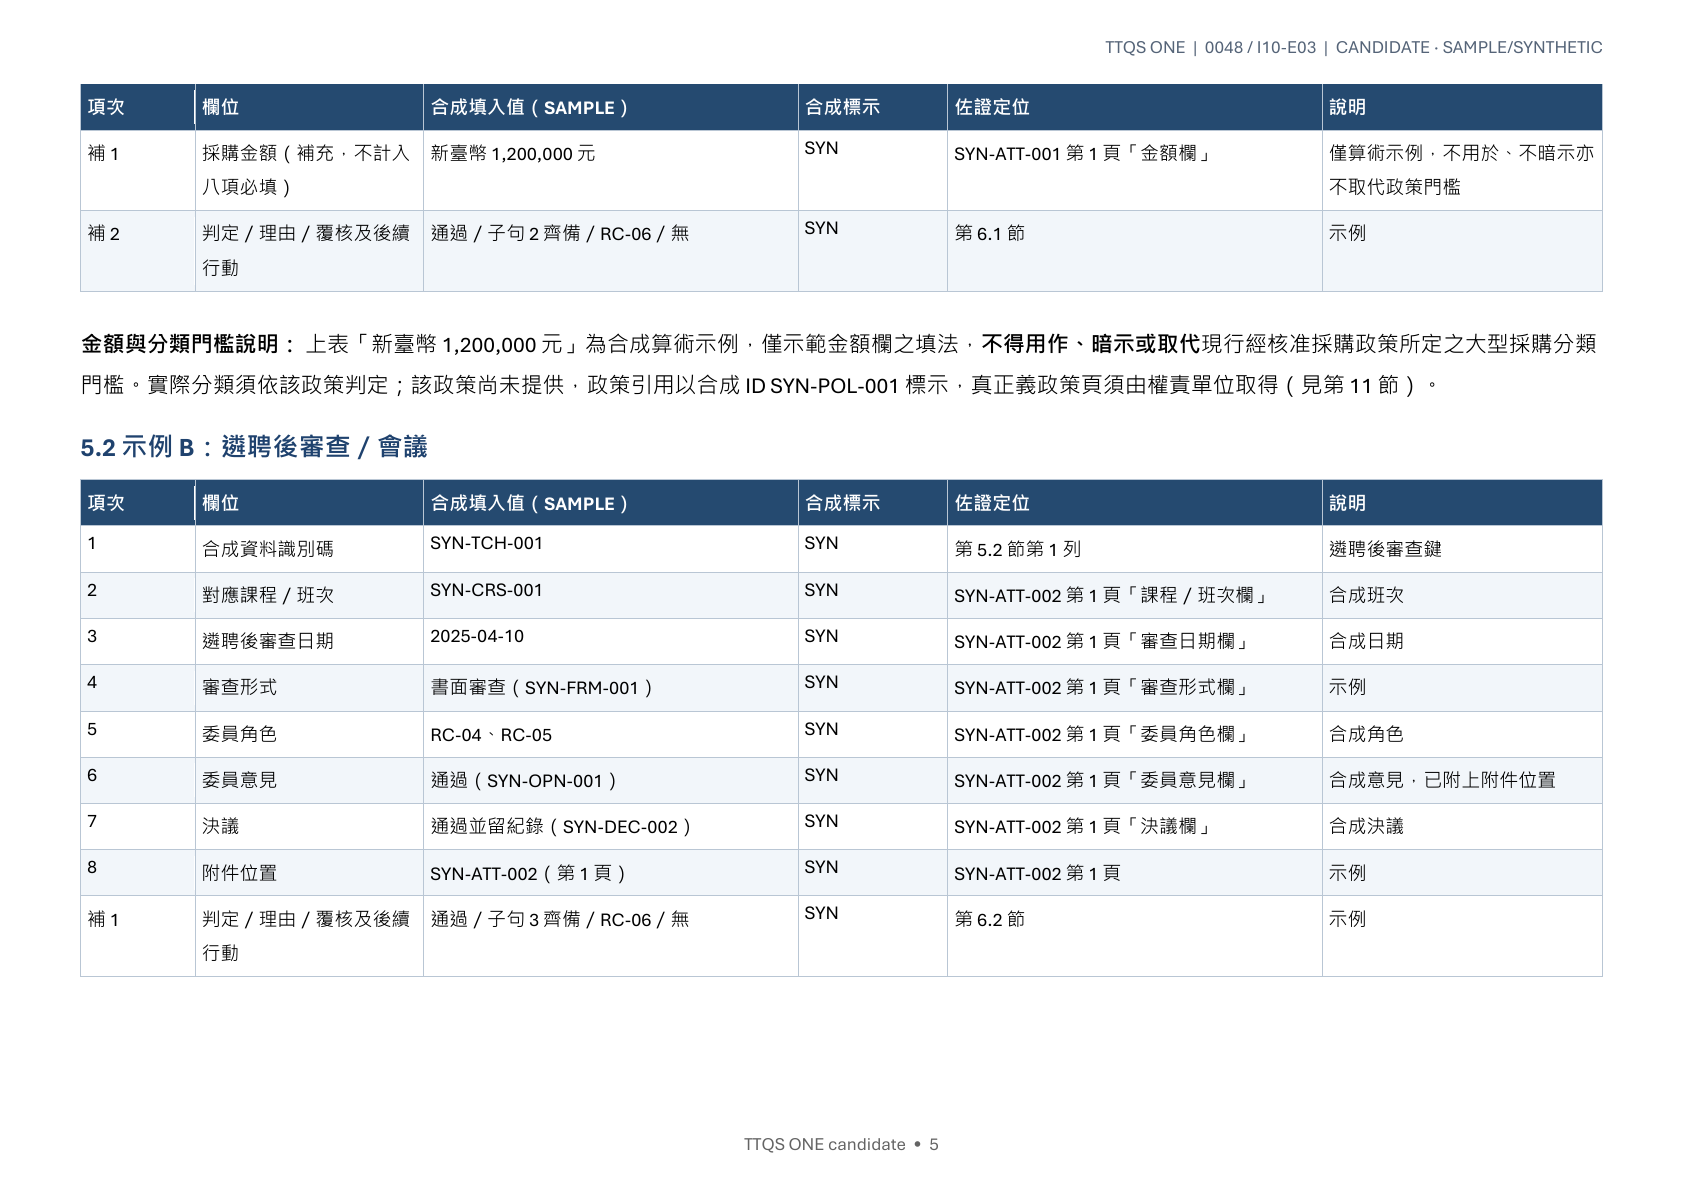 TTQS ONE | 0048 / I10-E03 | CANDIDATE · SAMPLE/SYNTHETIC
項次 欄位 合成填入值（SAMPLE） 合成標示 佐證定位 說明
補 1 採購金額（補充，不計入 新臺幣 1,200,000 元 SYN SYN-ATT-001 第 1 頁「金額欄」 僅算術示例，不用於、不暗示亦
八項必填） 不取代政策門檻
補 2 判定 / 理由 / 覆核及後續 通過 / 子句 2 齊備 / RC-06 / 無 SYN 第 6.1 節 示例
行動
金額與分類門檻說明：上表「新臺幣 1,200,000 元」為合成算術示例，僅示範金額欄之填法，不得用作、暗示或取代現行經核准採購政策所定之大型採購分類
門檻。實際分類須依該政策判定；該政策尚未提供，政策引用以合成 ID SYN-POL-001 標示，真正義政策頁須由權責單位取得（見第 11 節）。
5.2 示例 B：遴聘後審查 / 會議
項次 欄位 合成填入值（SAMPLE） 合成標示 佐證定位 說明
1 合成資料識別碼 SYN-TCH-001 SYN 第 5.2 節第 1 列 遴聘後審查鍵
2 對應課程 / 班次 SYN-CRS-001 SYN SYN-ATT-002 第 1 頁「課程 / 班次欄」 合成班次
3 遴聘後審查日期 2025-04-10 SYN SYN-ATT-002 第 1 頁「審查日期欄」 合成日期
4 審查形式 書面審查（SYN-FRM-001） SYN SYN-ATT-002 第 1 頁「審查形式欄」 示例
5 委員角色 RC-04、RC-05 SYN SYN-ATT-002 第 1 頁「委員角色欄」 合成角色
6 委員意見 通過（SYN-OPN-001） SYN SYN-ATT-002 第 1 頁「委員意見欄」 合成意見，已附上附件位置
7 決議 通過並留紀錄（SYN-DEC-002） SYN SYN-ATT-002 第 1 頁「決議欄」 合成決議
8 附件位置 SYN-ATT-002（第 1 頁） SYN SYN-ATT-002 第 1 頁 示例
補 1 判定 / 理由 / 覆核及後續 通過 / 子句 3 齊備 / RC-06 / 無 SYN 第 6.2 節 示例
行動
TTQS ONE candidate • 5